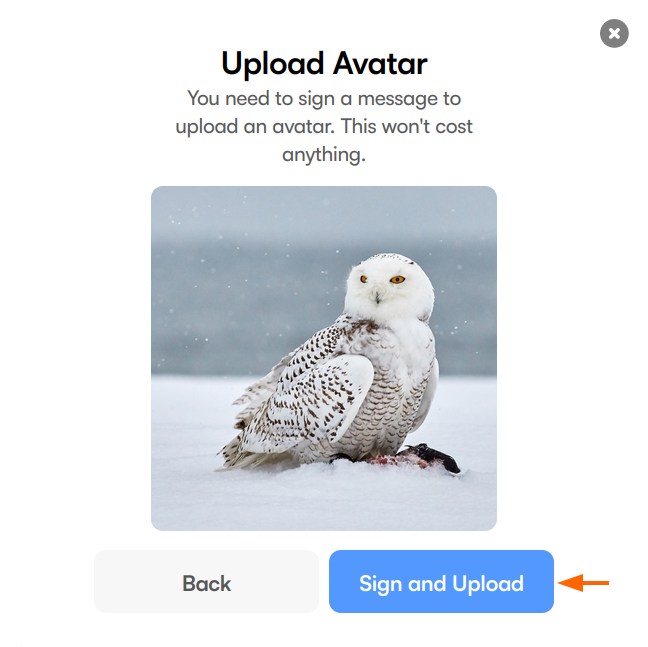 Upload Avatar
You need to sign a message to
upload an avatar. This won't cost
anything.
Back
Sign and Upload